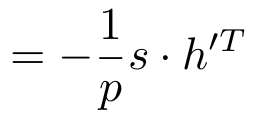 $= -\frac{1}{p} s \cdot h'^{T}$